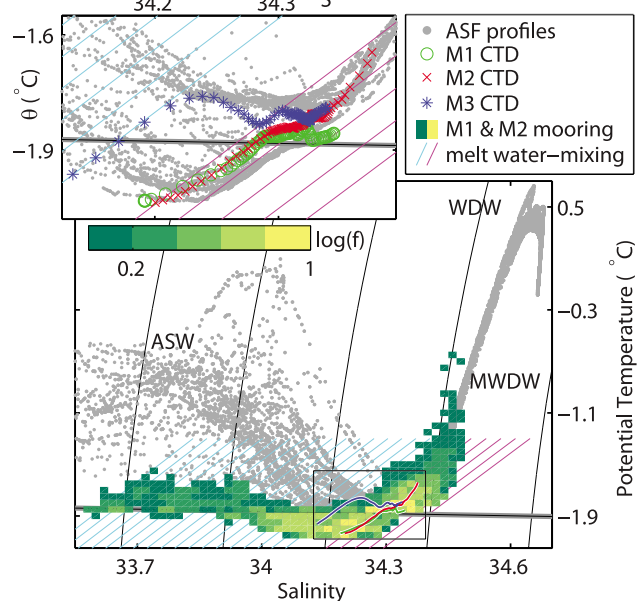 34.2 34.3
−1.6
−1.9
θ (°C)
ASF profiles
M1 CTD
M2 CTD
M3 CTD
M1 & M2 mooring
melt water−mixing
log(f)
0.2 1
WDW
ASW
MWDW
0.5
−0.3
−1.1
−1.9
Potential Temperature (°C)
33.7 34 34.3 34.6
Salinity